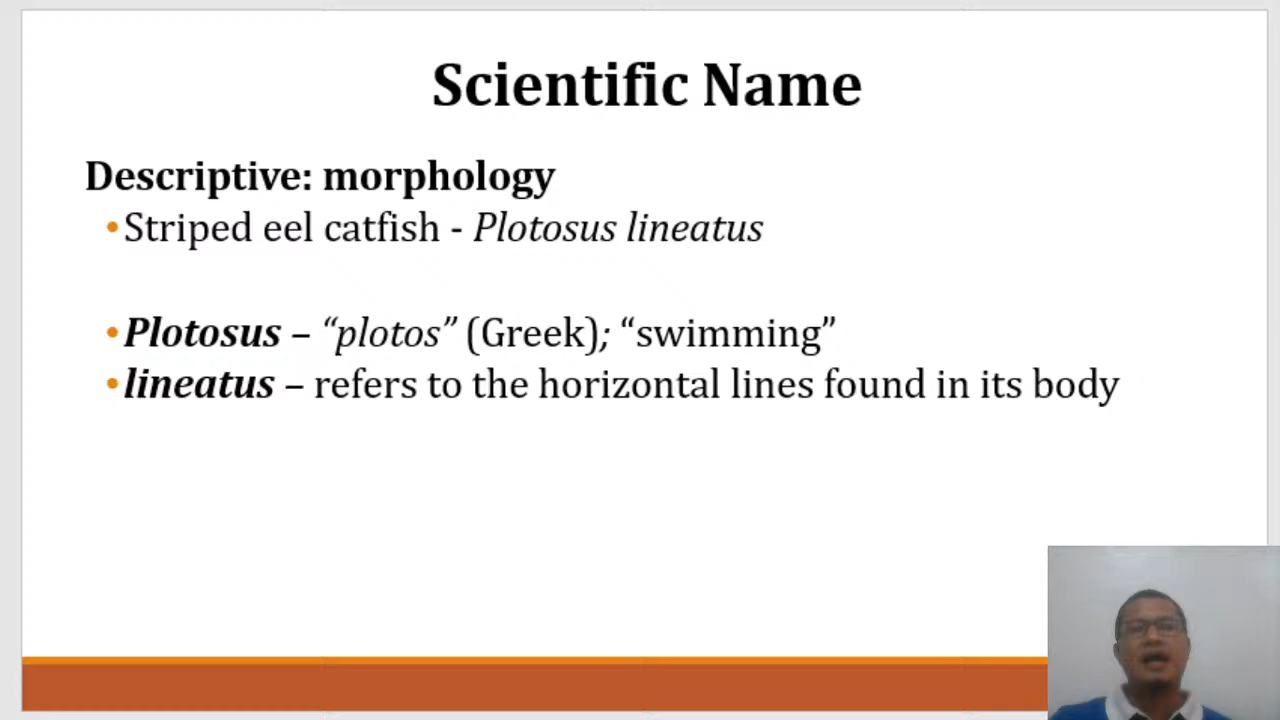 Scientific Name
Descriptive: morphology
•Striped eel catfish - Plotosus lineatus
•Plotosus – “plotos” (Greek); “swimming”
•lineatus – refers to the horizontal lines found in its body